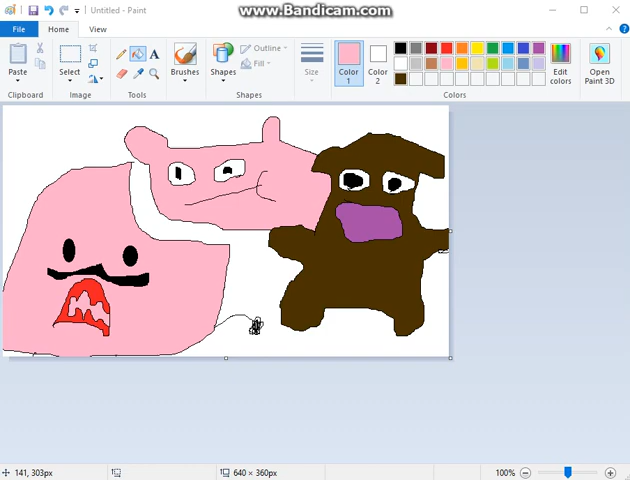 www.Bandicam.com
Untitled - Paint
File
Home
View
Paste
Select
Brushes
Shapes
Outline
Fill
Size
Color
1
Color
2
Edit
colors
Open
Paint 3D
Clipboard
Image
Tools
Shapes
Colors
141, 303px
640 × 360px
100%